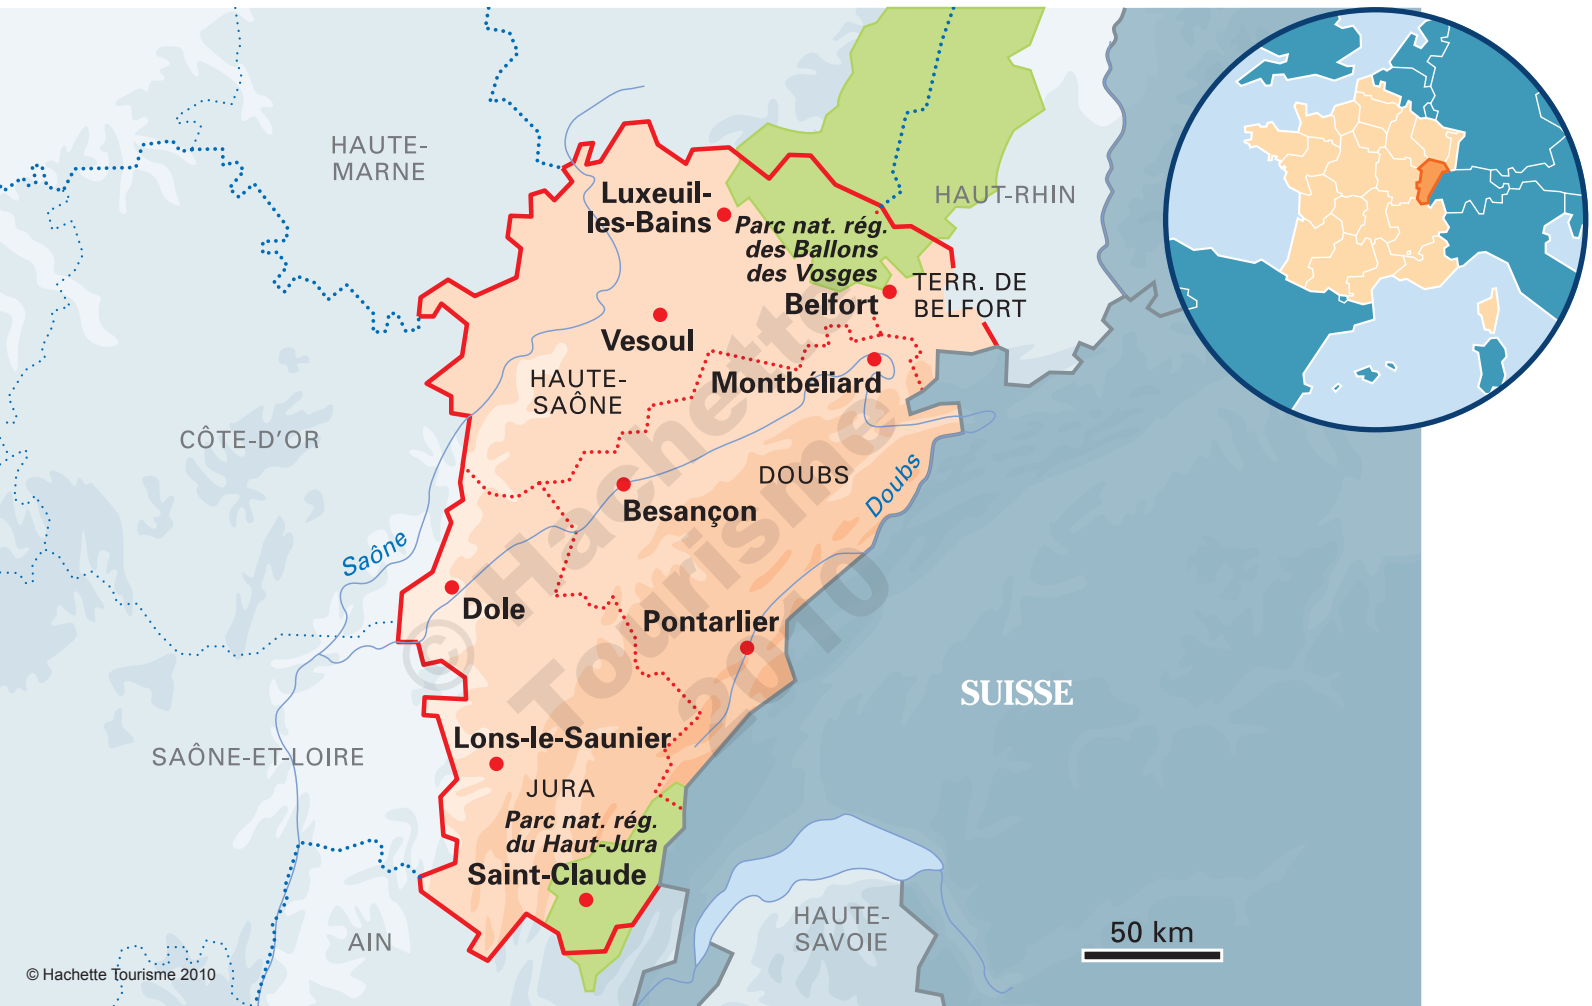 HAUTE-
MARNE
Luxeuil-
les-Bains
HAUT-RHIN
Parc nat. rég.
des Ballons
des Vosges
TERR. DE
BELFORT
Belfort
Vesoul
HAUTE-
SAÔNE
Montbéliard
CÔTE-D'OR
DOUBS
Doubs
Besançon
Saône
Dole
Pontarlier
© Hachette
Tourisme
2010
SUISSE
Lons-le-Saunier
SAÔNE-ET-LOIRE
JURA
Parc nat. rég.
du Haut-Jura
Saint-Claude
HAUTE-
SAVOIE
AIN
50 km
© Hachette Tourisme 2010